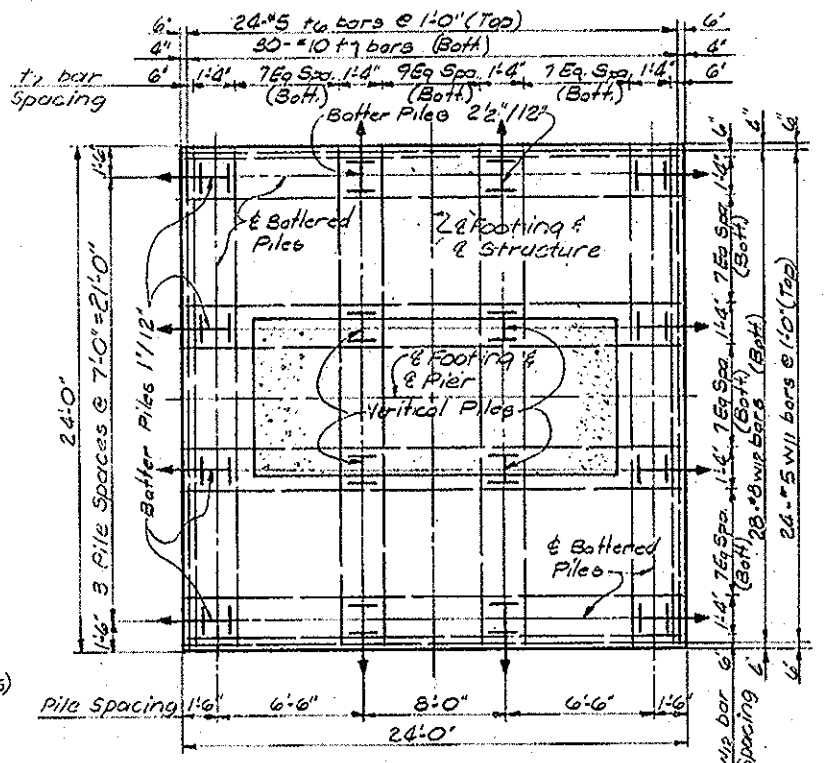 6" 24-#5 t6 bars @ 1'-0" (Top) 6"
4" 30-#10 t7 bars (Bott) 4"
t7 bar Spacing
6" 1'-4" 7 Eq Spa. (Bott.) 1'-4" 9 Eq Spa. (Bott.) 1'-4" 7 Eq. Spa. (Bott.) 1'-4" 6"
Batter Piles 2½"/12"
1'-6"
℄ Battered Piles
℄ Footing & ℄ Structure
℄ Footing & ℄ Pier
Vertical Piles
℄ Battered Piles
24'-0"
1'-6" 3 Pile Spaces @ 7'-0" = 21'-0"
Batter Piles 1"/12"
6" 1'-4" 7 Eq Spa. (Bott) 1'-4" 7 Eq Spa. (Bott) 1'-4" 7 Eq Spa. (Bott) 1'-4" 6"
w12 bar Spacing
6" 28-#8 w12 bars (Bott.) 6"
6" #5 w11 bars @ 1'-0" (Top) 6"
Pile Spacing 1'-6" 6'-6" 8'-0" 6'-6" 1'-6"
24'-0"